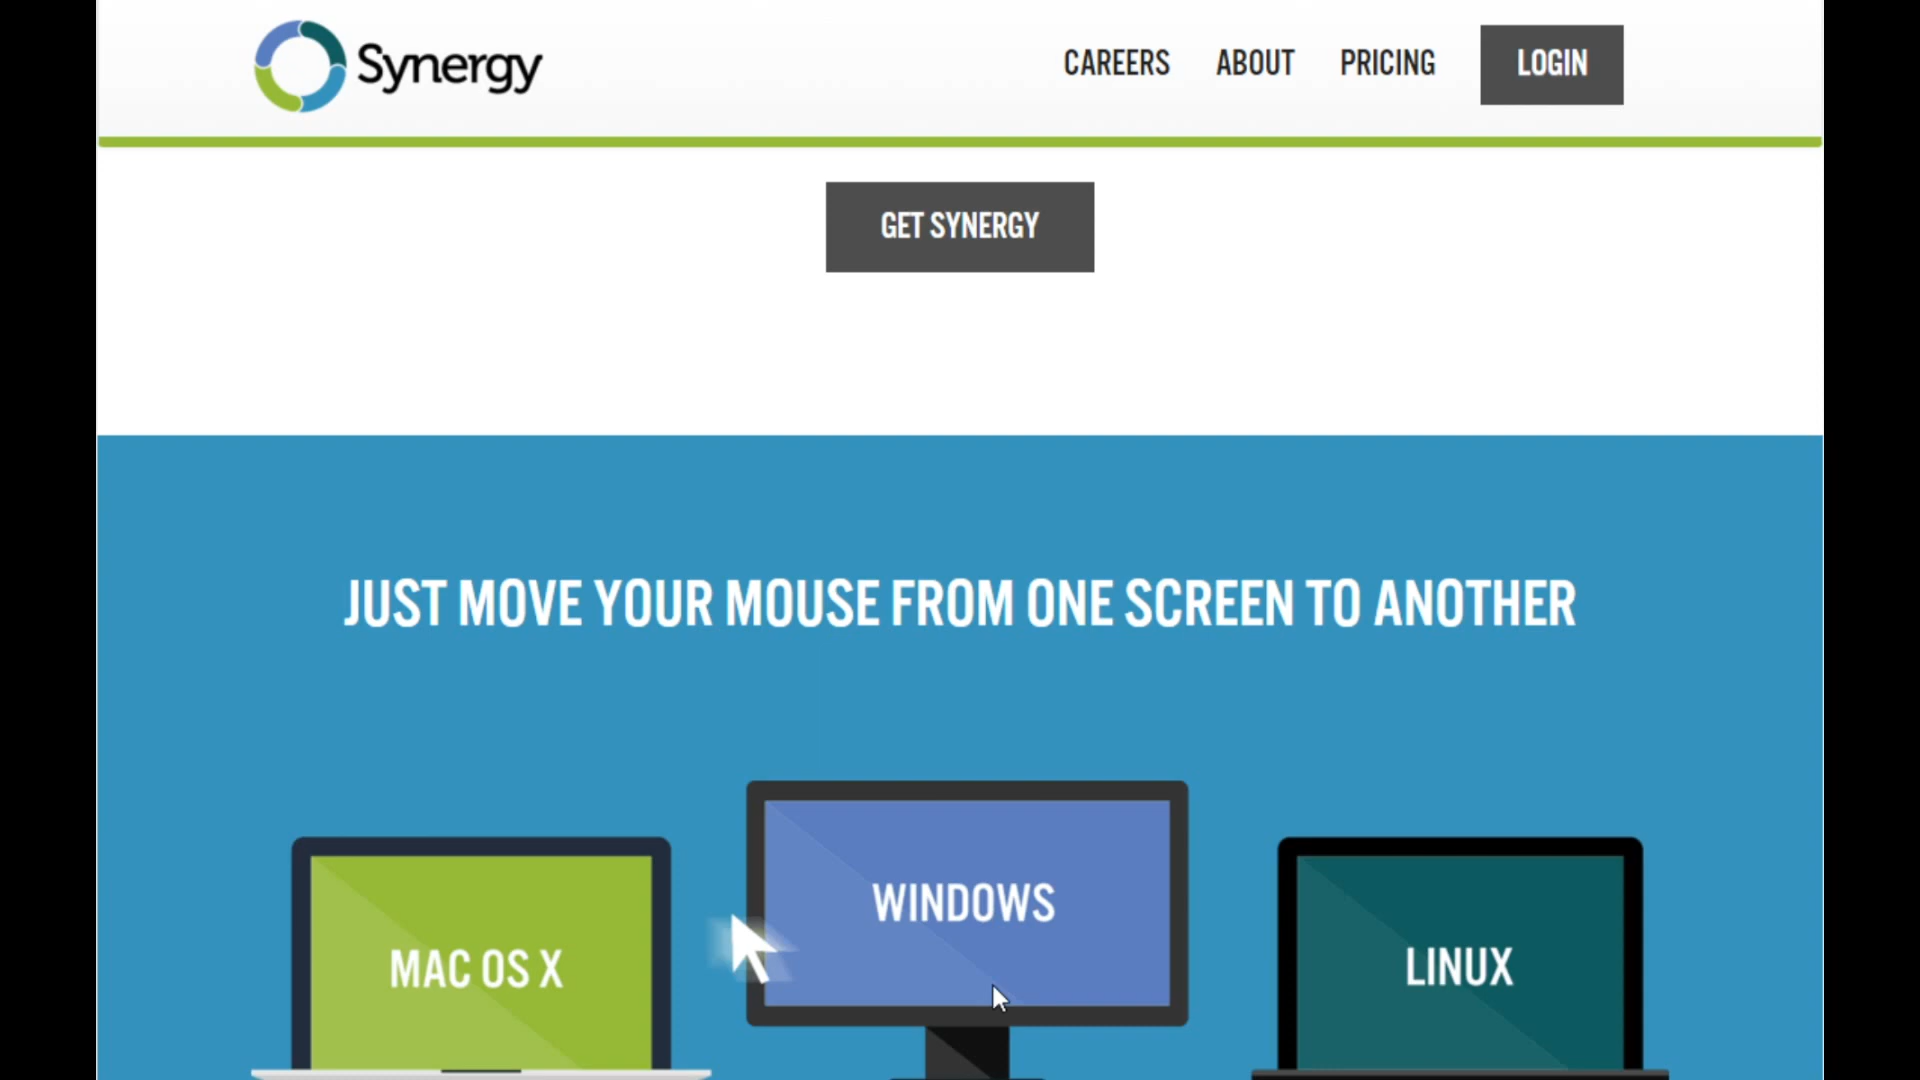 Synergy
CAREERS ABOUT PRICING LOGIN
GET SYNERGY
JUST MOVE YOUR MOUSE FROM ONE SCREEN TO ANOTHER
WINDOWS
MAC OS X
LINUX